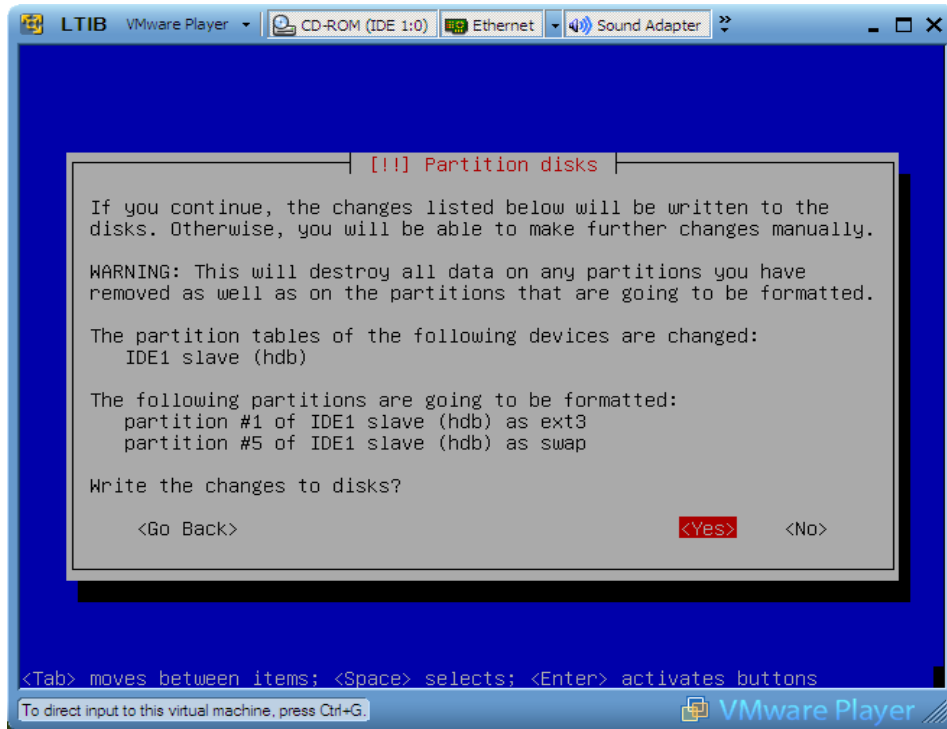 LTIB VMware Player CD-ROM (IDE 1:0) Ethernet Sound Adapter
[!!] Partition disks
If you continue, the changes listed below will be written to the
disks. Otherwise, you will be able to make further changes manually.
WARNING: This will destroy all data on any partitions you have
removed as well as on the partitions that are going to be formatted.
The partition tables of the following devices are changed:
IDE1 slave (hdb)
The following partitions are going to be formatted:
partition #1 of IDE1 slave (hdb) as ext3
partition #5 of IDE1 slave (hdb) as swap
Write the changes to disks?
<Go Back> <Yes> <No>
<Tab> moves between items; <Space> selects; <Enter> activates buttons
To direct input to this virtual machine, press Ctrl+G. VMware Player